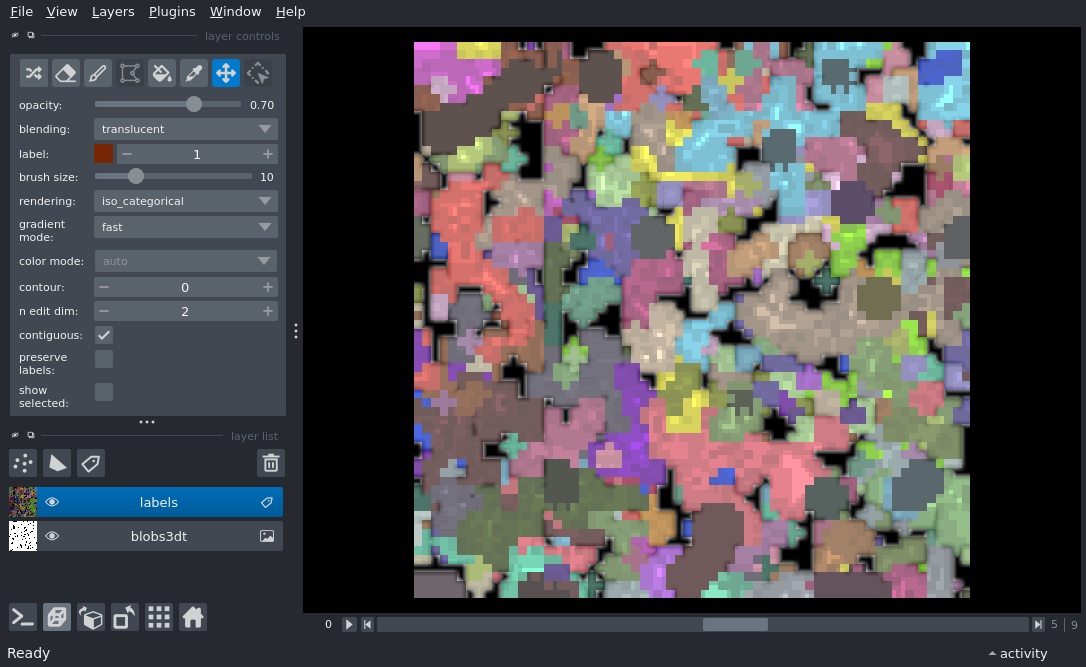 File View Layers Plugins Window Help
layer controls
opacity: 0.70
blending: translucent
label: 1
brush size: 10
rendering: iso_categorical
gradient mode: fast
color mode: auto
contour: 0
n edit dim: 2
contiguous:
preserve labels:
show selected:
layer list
labels
blobs3dt
0 5 9
Ready activity